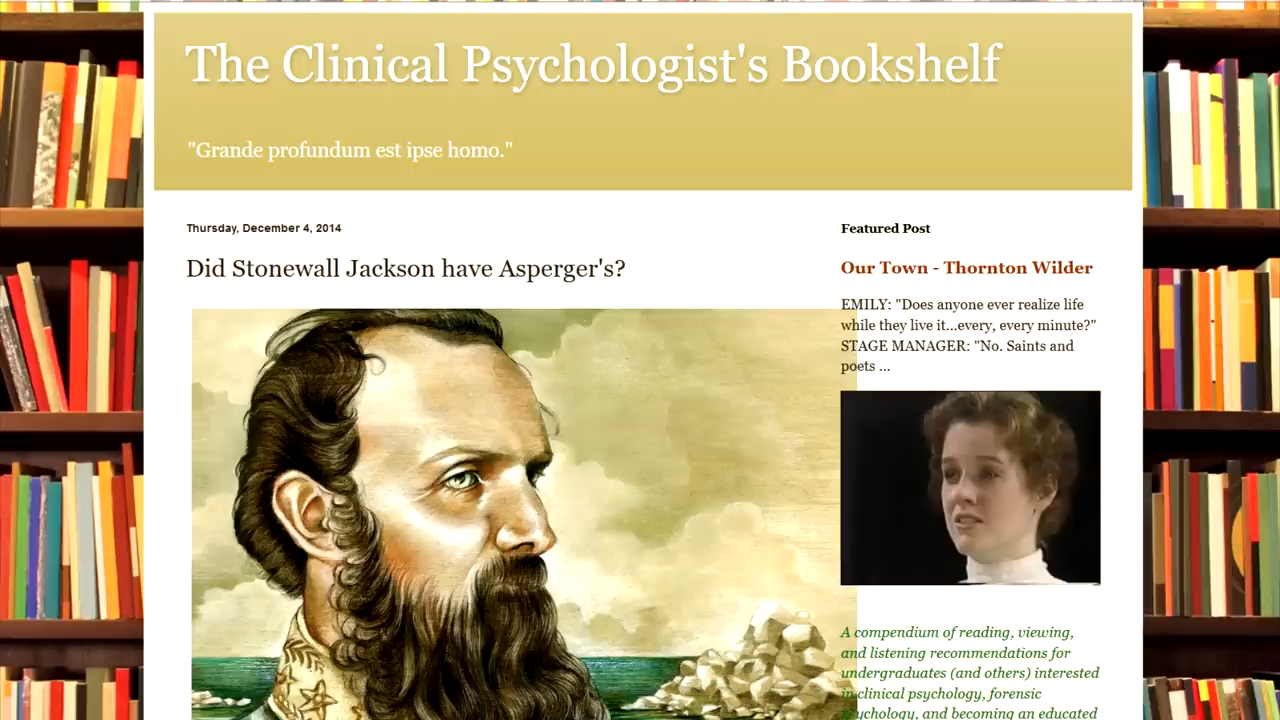 The Clinical Psychologist's Bookshelf
"Grande profundum est ipse homo."
Thursday, December 4, 2014
Did Stonewall Jackson have Asperger's?
Featured Post
Our Town - Thornton Wilder
EMILY: "Does anyone ever realize life
while they live it...every, every minute?"
STAGE MANAGER: "No. Saints and
poets ...
A compendium of reading, viewing,
and listening recommendations for
undergraduates (and others) interested
in clinical psychology, forensic
psychology, and becoming an educated